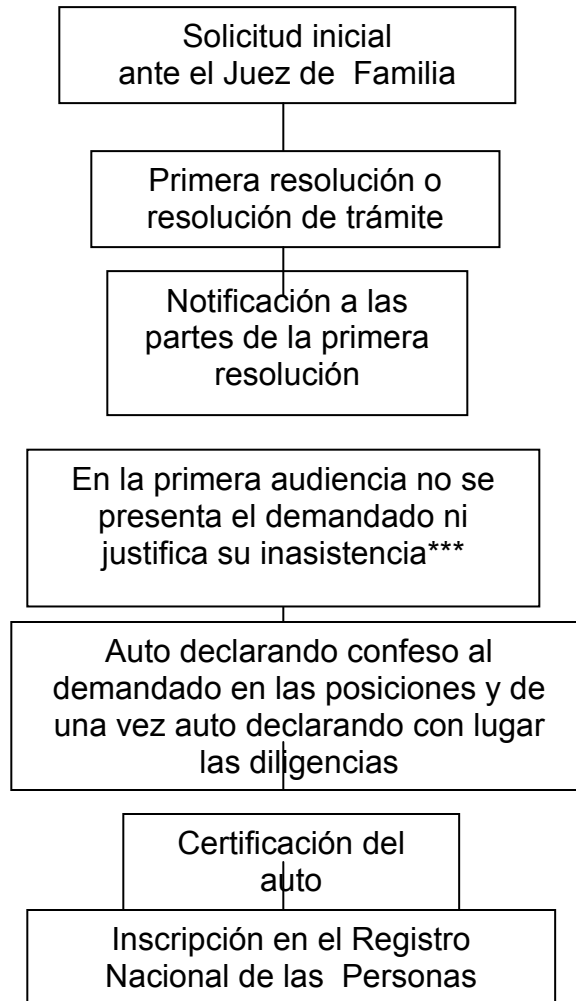 Solicitud inicial
ante el Juez de Familia
Primera resolución o
resolución de trámite
Notificación a las
partes de la primera
resolución
En la primera audiencia no se
presenta el demandado ni
justifica su inasistencia***
Auto declarando confeso al
demandado en las posiciones y de
una vez auto declarando con lugar
las diligencias
Certificación del
auto
Inscripción en el Registro
Nacional de las Personas